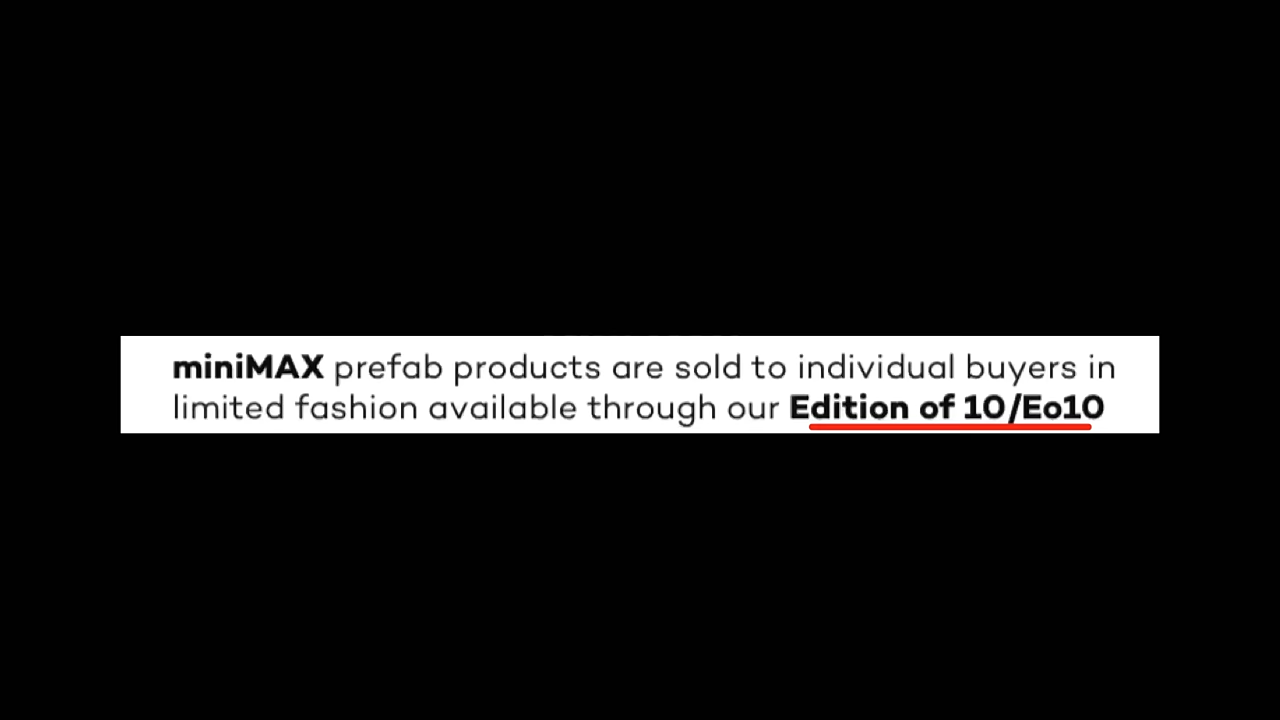 miniMAX prefab products are sold to individual buyers in
limited fashion available through our Edition of 10/Eo10